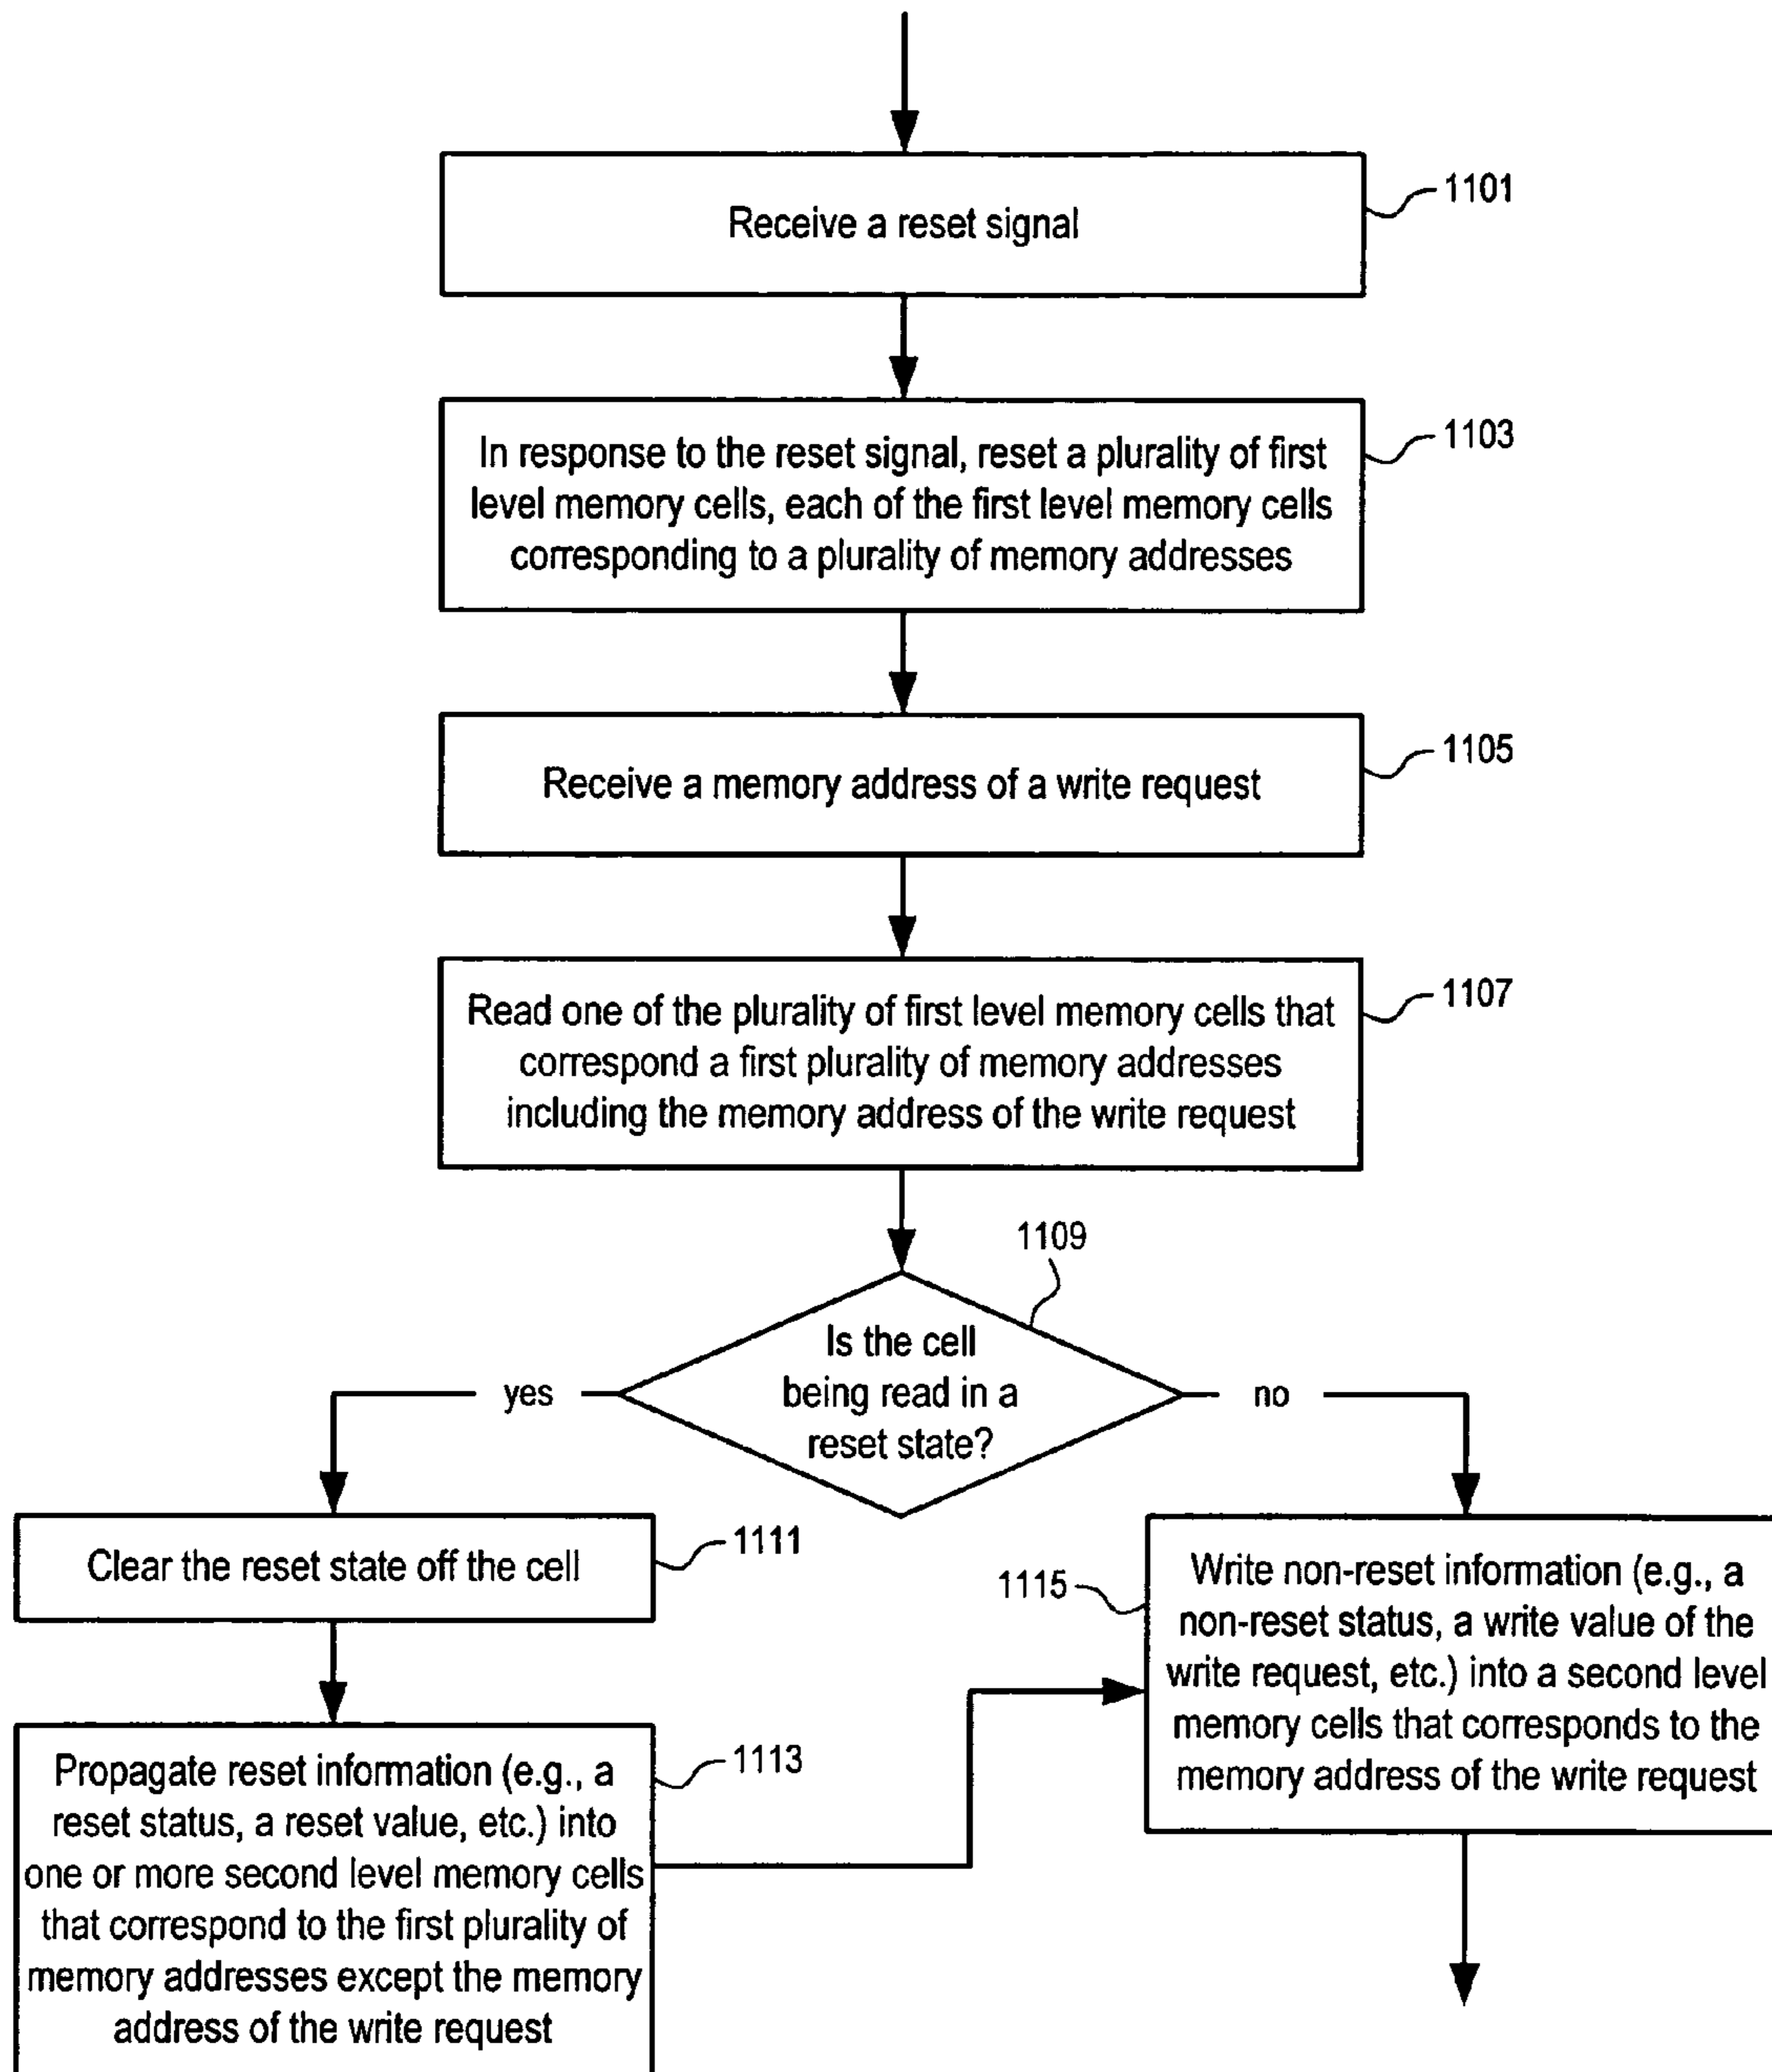 Receive a reset signal
1101
In response to the reset signal, reset a plurality of first
level memory cells, each of the first level memory cells
corresponding to a plurality of memory addresses
1103
Receive a memory address of a write request
1105
Read one of the plurality of first level memory cells that
correspond a first plurality of memory addresses
including the memory address of the write request
1107
1109
Is the cell
being read in a
reset state?
yes
no
Clear the reset state off the cell
1111
Propagate reset information (e.g., a
reset status, a reset value, etc.) into
one or more second level memory cells
that correspond to the first plurality of
memory addresses except the memory
address of the write request
1113
1115
Write non-reset information (e.g., a
non-reset status, a write value of the
write request, etc.) into a second level
memory cells that corresponds to the
memory address of the write request